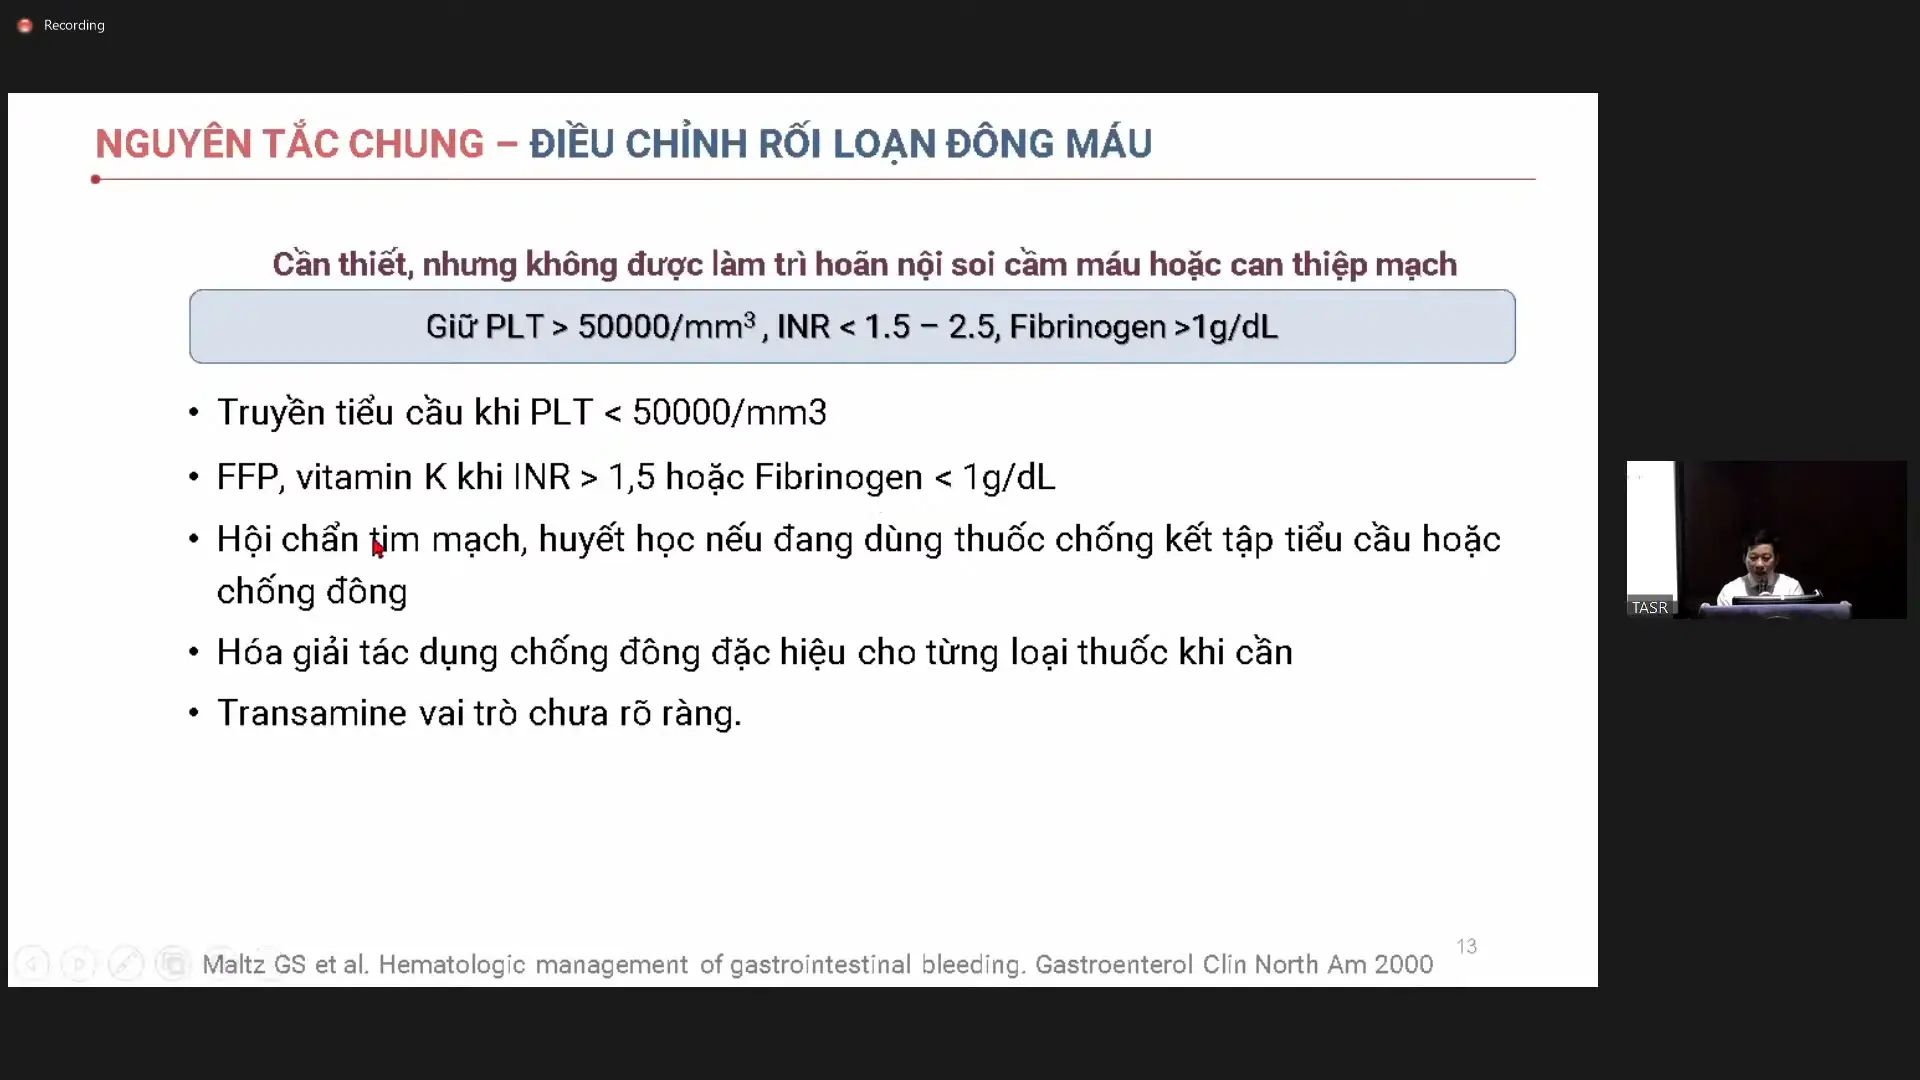 Recording
NGUYÊN TẮC CHUNG – ĐIỀU CHỈNH RỐI LOẠN ĐÔNG MÁU
Cần thiết, nhưng không được làm trì hoãn nội soi cầm máu hoặc can thiệp mạch
Giữ PLT > 50000/mm³ , INR < 1.5 – 2.5, Fibrinogen >1g/dL
• Truyền tiểu cầu khi PLT < 50000/mm3
• FFP, vitamin K khi INR > 1,5 hoặc Fibrinogen < 1g/dL
• Hội chẩn tim mạch, huyết học nếu đang dùng thuốc chống kết tập tiểu cầu hoặc
chống đông
• Hóa giải tác dụng chống đông đặc hiệu cho từng loại thuốc khi cần
• Transamine vai trò chưa rõ ràng.
Maltz GS et al. Hematologic management of gastrointestinal bleeding. Gastroenterol Clin North Am 2000
13
TASR